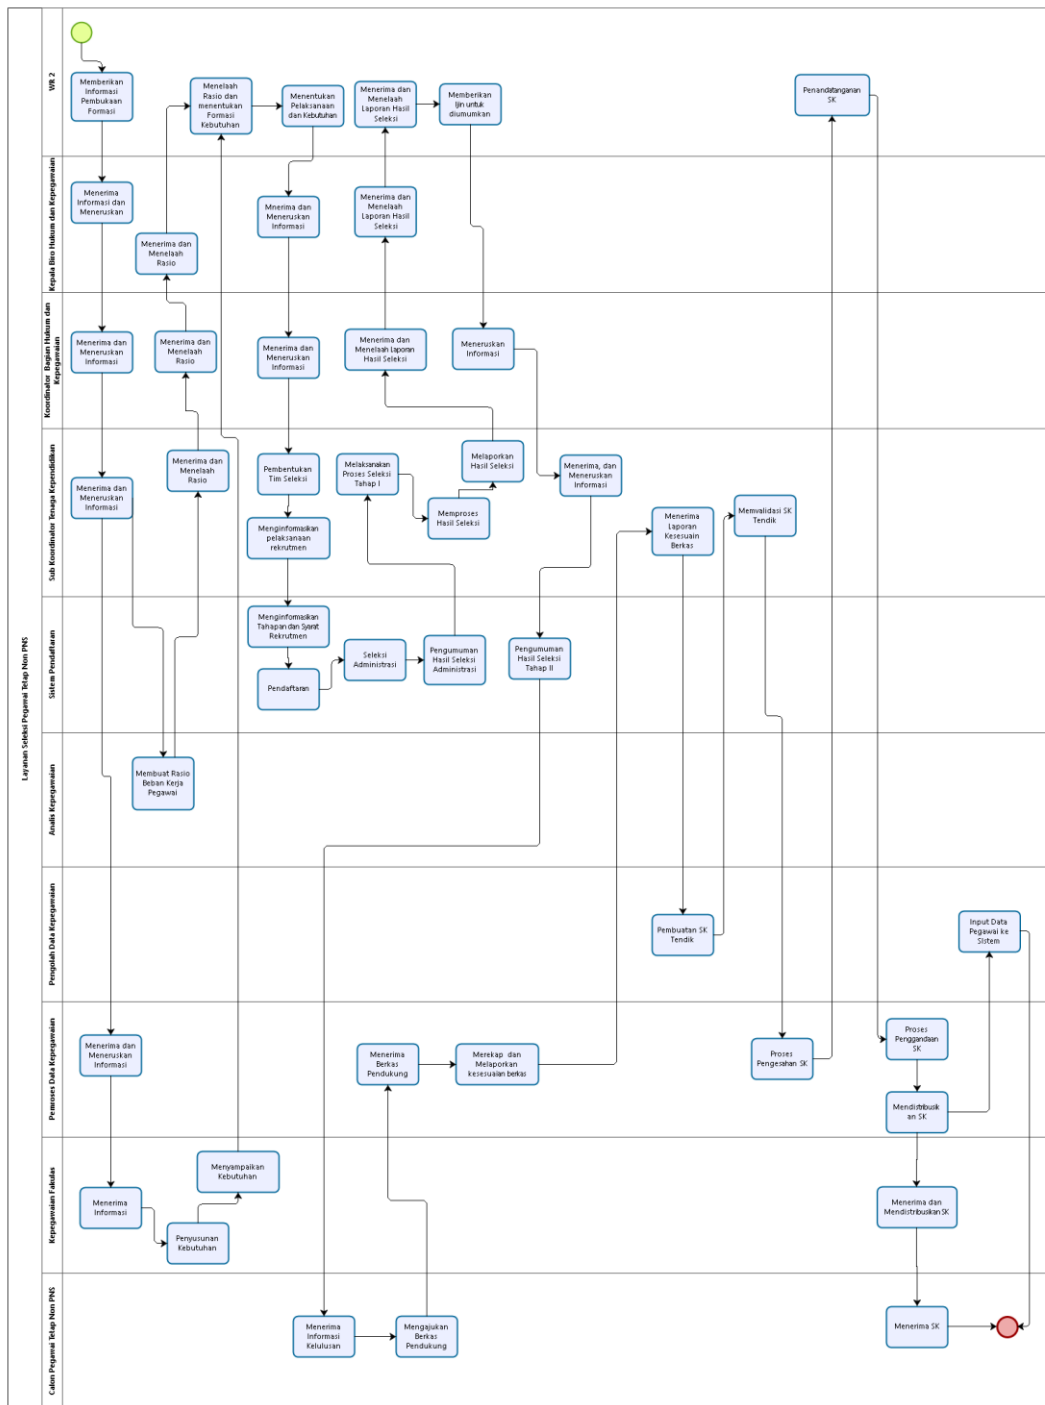 Layanan Seleksi Pegawai Tetap Non PNS
WR 2
Memberikan
Informasi
Pembukaan
Formasi
Menelaah
Rasio dan
menentukan
Formasi
Kebutuhan
Menentukan
Pelaksanaan
dan Kebutuhan
Menerima dan
Menelaah
Laporan Hasil
Seleksi
Memberikan
Ijin untuk
diumumkan
Penandatanganan
SK
Kepala Biro Hukum dan Kepegawaian
Menerima
Informasi dan
Meneruskan
Menerima dan
Menelaah
Rasio
Mnerima dan
Meneruskan
Informasi
Menerima dan
Menelaah
Laporan Hasil
Seleksi
Koordinator Bagian Hukum dan
Kepegawaian
Menerima dan
Meneruskan
Informasi
Menerima dan
Menelaah
Rasio
Menerima dan
Meneruskan
Informasi
Menerima dan
Menelaah Laporan
Hasil Seleksi
Meneruskan
Informasi
Sub Koordinator Tenaga Kependidikan
Menerima dan
Meneruskan
Informasi
Menerima dan
Menelaah
Rasio
Pembentukan
Tim Seleksi
Menginformasikan
pelaksanaan
rekrutmen
Melaksanakan
Proses Seleksi
Tahap I
Memproses
Hasil Seleksi
Melaporkan
Hasil Seleksi
Menerima, dan
Meneruskan
Informasi
Menerima
Laporan
Kesesuain
Berkas
Memvalidasi SK
Tendik
Sistem Pendaftaran
Menginformasikan
Tahapan dan Syarat
Rekrutmen
Pendaftaran
Seleksi
Administrasi
Pengumuman
Hasil Seleksi
Administrasi
Pengumuman
Hasil Seleksi
Tahap II
Analis Kepegawaian
Membuat Rasio
Beban Kerja
Pegawai
Pengolah Data Kepegawaian
Pembuatan SK
Tendik
Input Data
Pegawai ke
Sistem
Pemroses Data Kepegawaian
Menerima dan
Meneruskan
Informasi
Menerima
Berkas
Pendukung
Merekap dan
Melaporkan
kesesuaian berkas
Proses
Pengesahan SK
Proses
Penggandaan
SK
Mendistribusik
an SK
Kepegawaian Fakulas
Menerima
Informasi
Penyusunan
Kebutuhan
Menyampaikan
Kebutuhan
Menerima dan
Mendistribusikan SK
Calon Pegawai Tetap Non PNS
Menerima
Informasi
Kelulusan
Mengajukan
Berkas
Pendukung
Menerima SK